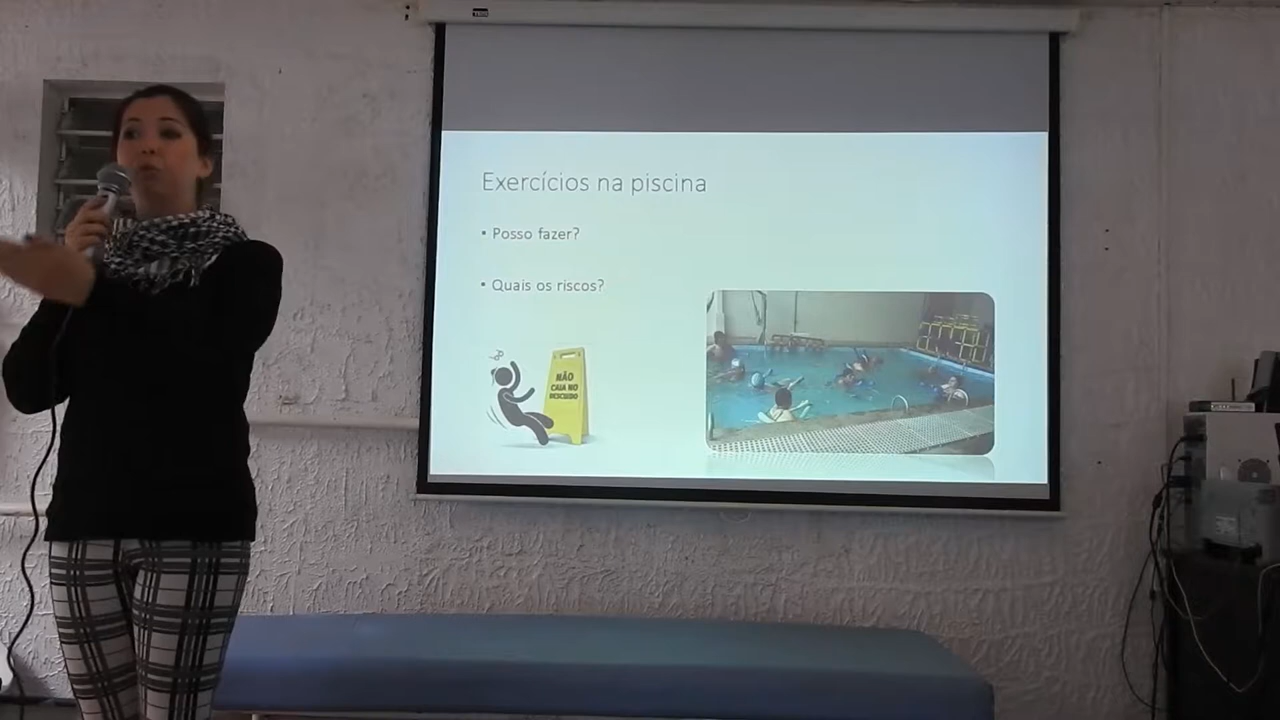 Exercícios na piscina
• Posso fazer?
• Quais os riscos?
NÃO
CAIA NO
DESCUIDO